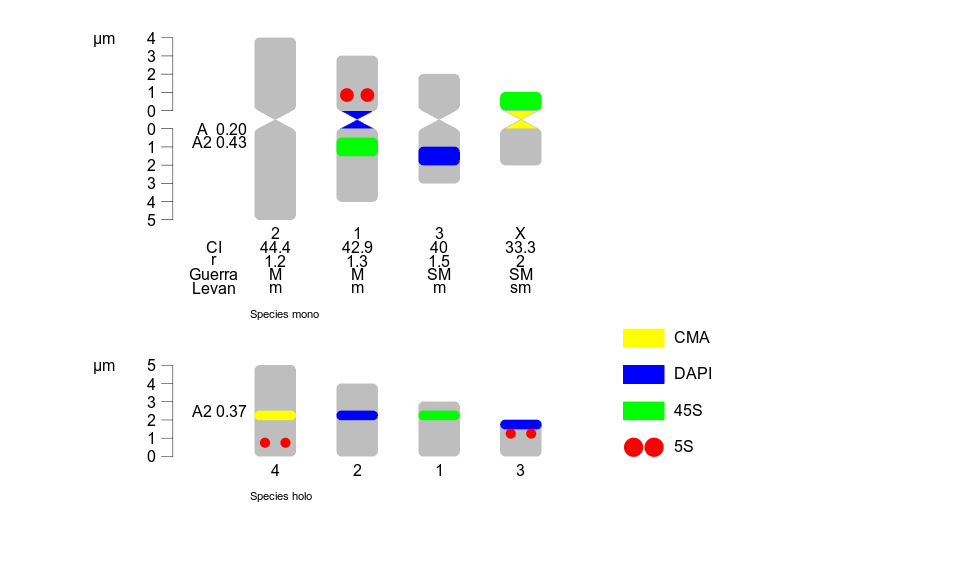 µm
4
3
2
1
0
0
1
2
3
4
5
A 0.20
A2 0.43
2 1 3 X
CI 44.4 42.9 40 33.3
r 1.2 1.3 1.5 2
Guerra M M SM SM
Levan m m m sm
Species mono
CMA
DAPI
45S
5S
µm
5
4
3
2
1
0
A2 0.37
4 2 1 3
Species holo